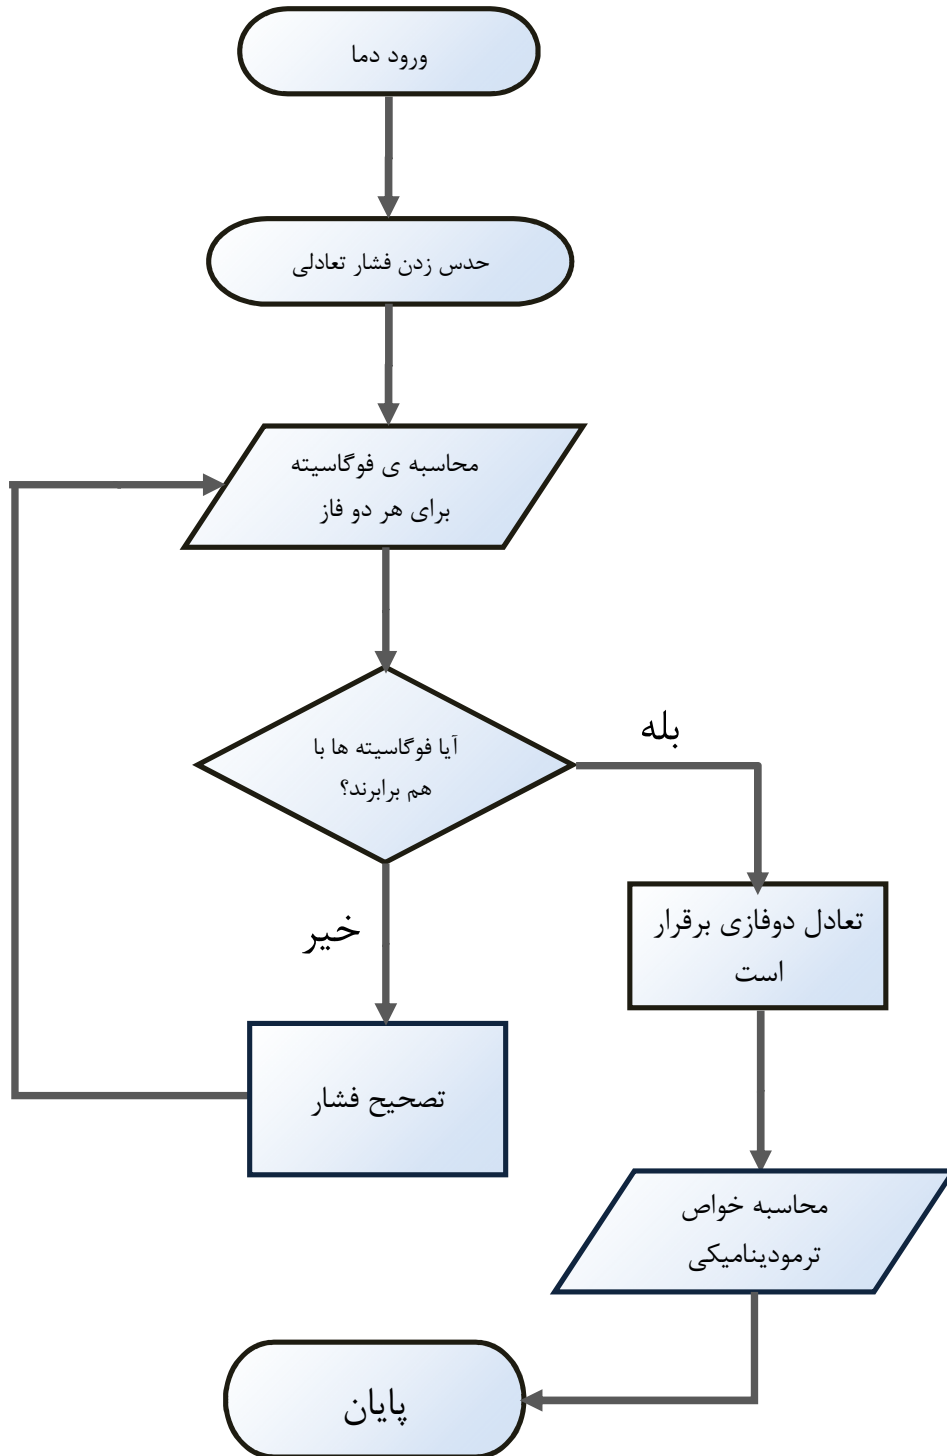 ورود دما
حدس زدن فشار تعادلی
محاسبه ی فوگاسیته
برای هر دو فاز
آیا فوگاسیته ها با
هم برابرند؟
بله
خیر
تعادل دوفازی برقرار
است
تصحیح فشار
محاسبه خواص
ترمودینامیکی
پایان